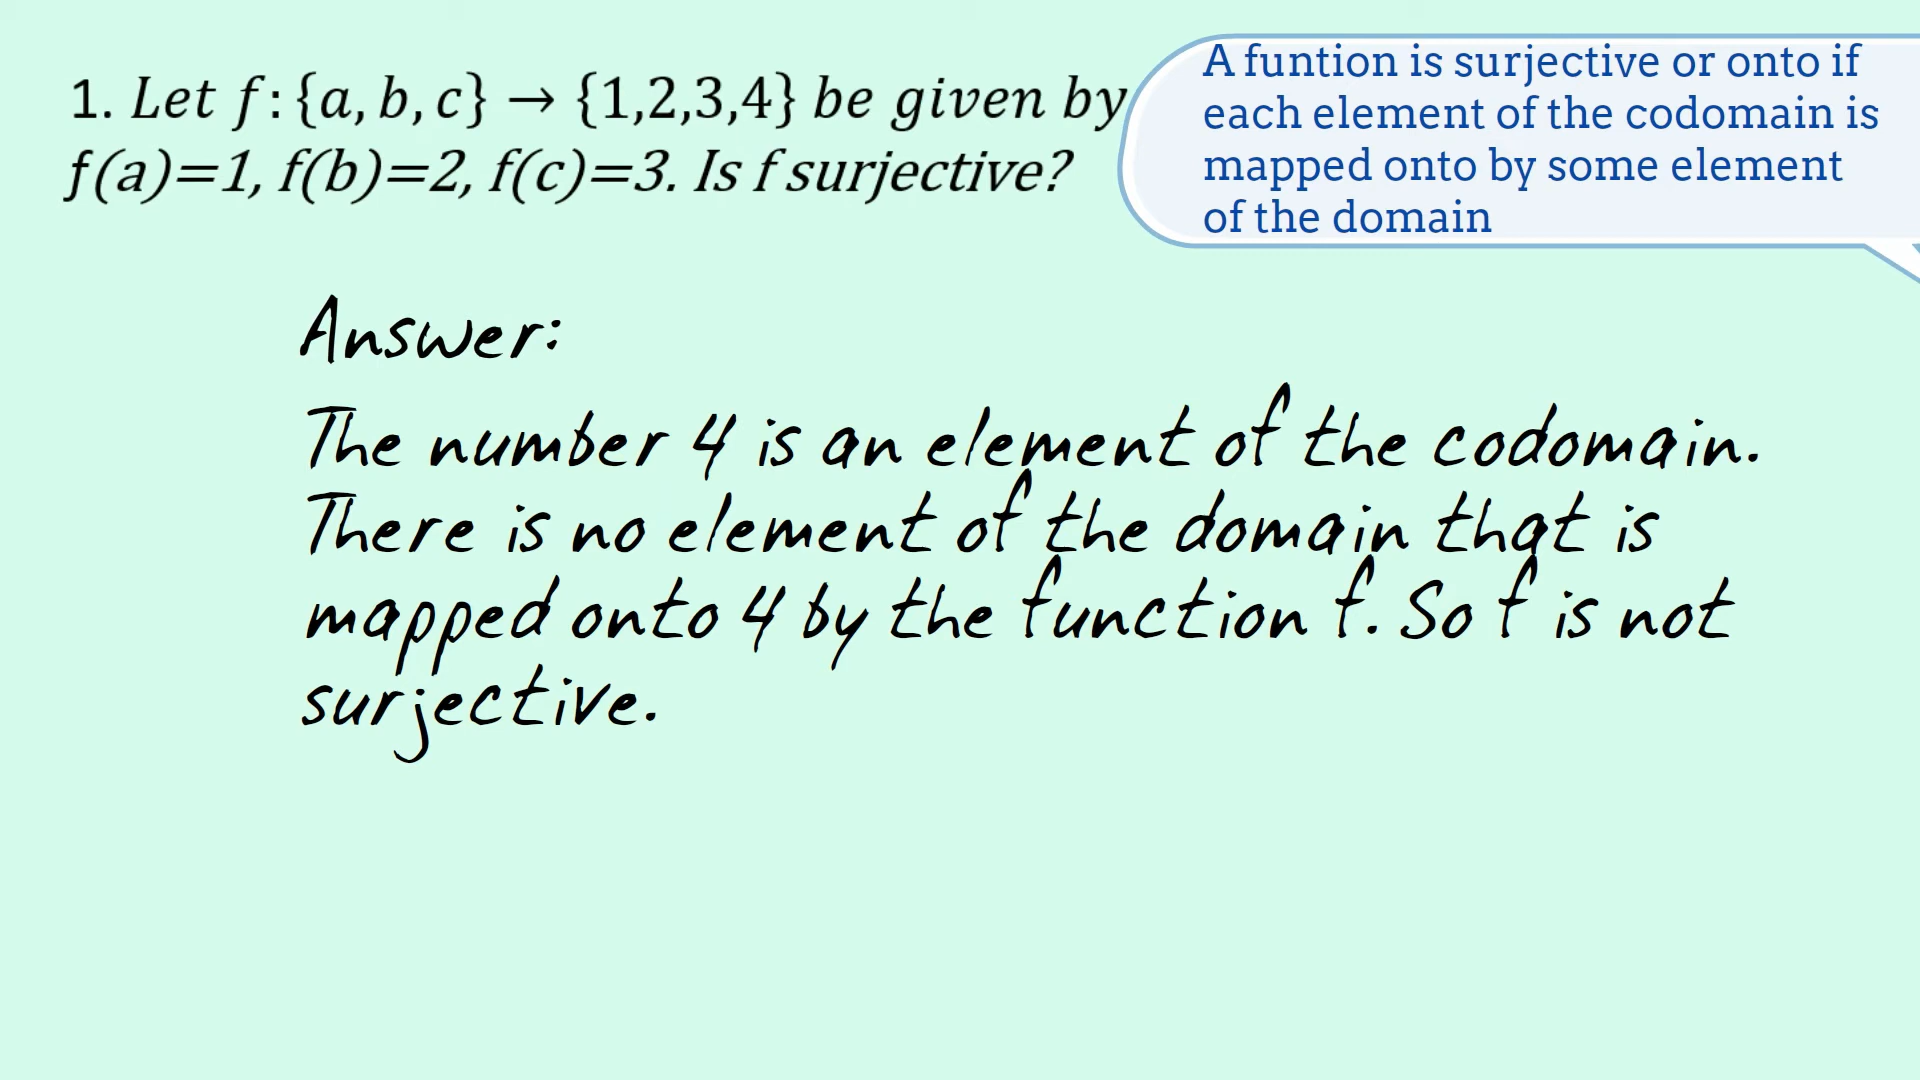 1. Let f:{a, b, c} → {1,2,3,4} be given by
f(a)=1, f(b)=2, f(c)=3. Is f surjective?
A funtion is surjective or onto if
each element of the codomain is
mapped onto by some element
of the domain
Answer:
The number 4 is an element of the codomain.
There is no element of the domain that is
mapped onto 4 by the function f. So f is not
surjective.